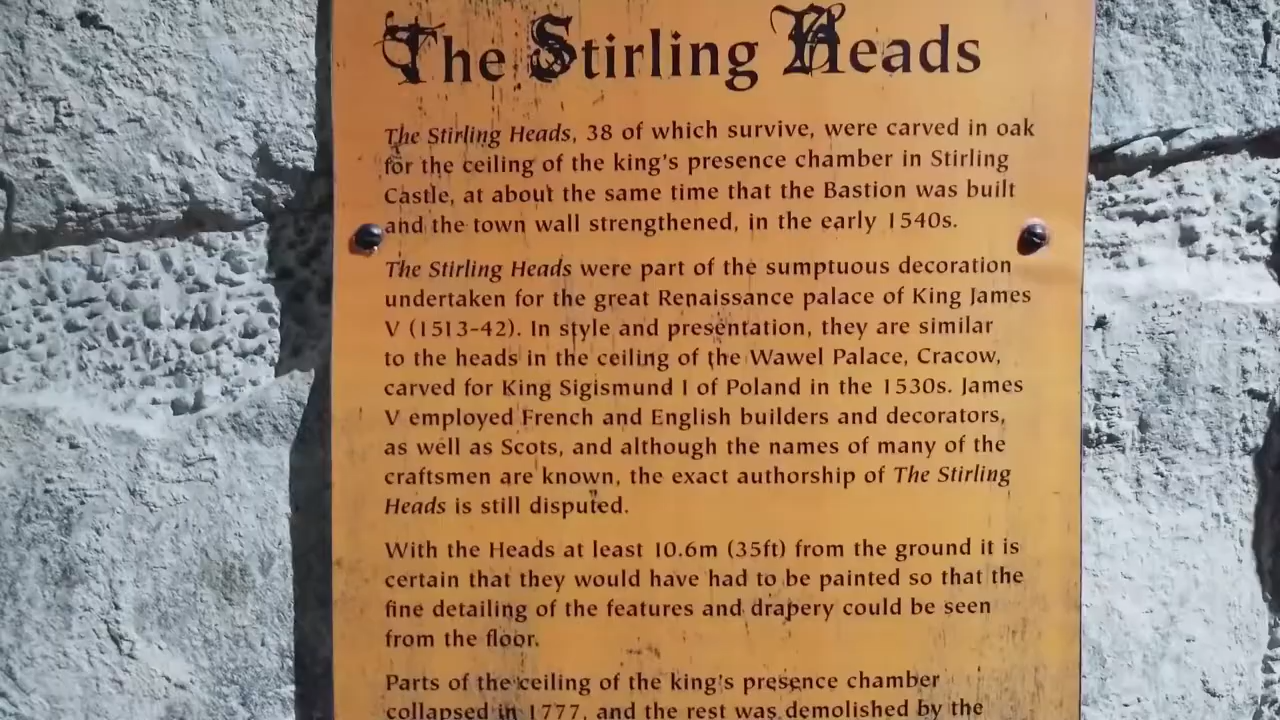 The Stirling Heads
The Stirling Heads, 38 of which survive, were carved in oak
for the ceiling of the king's presence chamber in Stirling
Castle, at about the same time that the Bastion was built
and the town wall strengthened, in the early 1540s.
The Stirling Heads were part of the sumptuous decoration
undertaken for the great Renaissance palace of King James
V (1513-42). In style and presentation, they are similar
to the heads in the ceiling of the Wawel Palace, Cracow,
carved for King Sigismund I of Poland in the 1530s. James
V employed French and English builders and decorators,
as well as Scots, and although the names of many of the
craftsmen are known, the exact authorship of The Stirling
Heads is still disputed.
With the Heads at least 10.6m (35ft) from the ground it is
certain that they would have had to be painted so that the
fine detailing of the features and drapery could be seen
from the floor.
Parts of the ceiling of the king's presence chamber
collapsed in 1777, and the rest was demolished by the